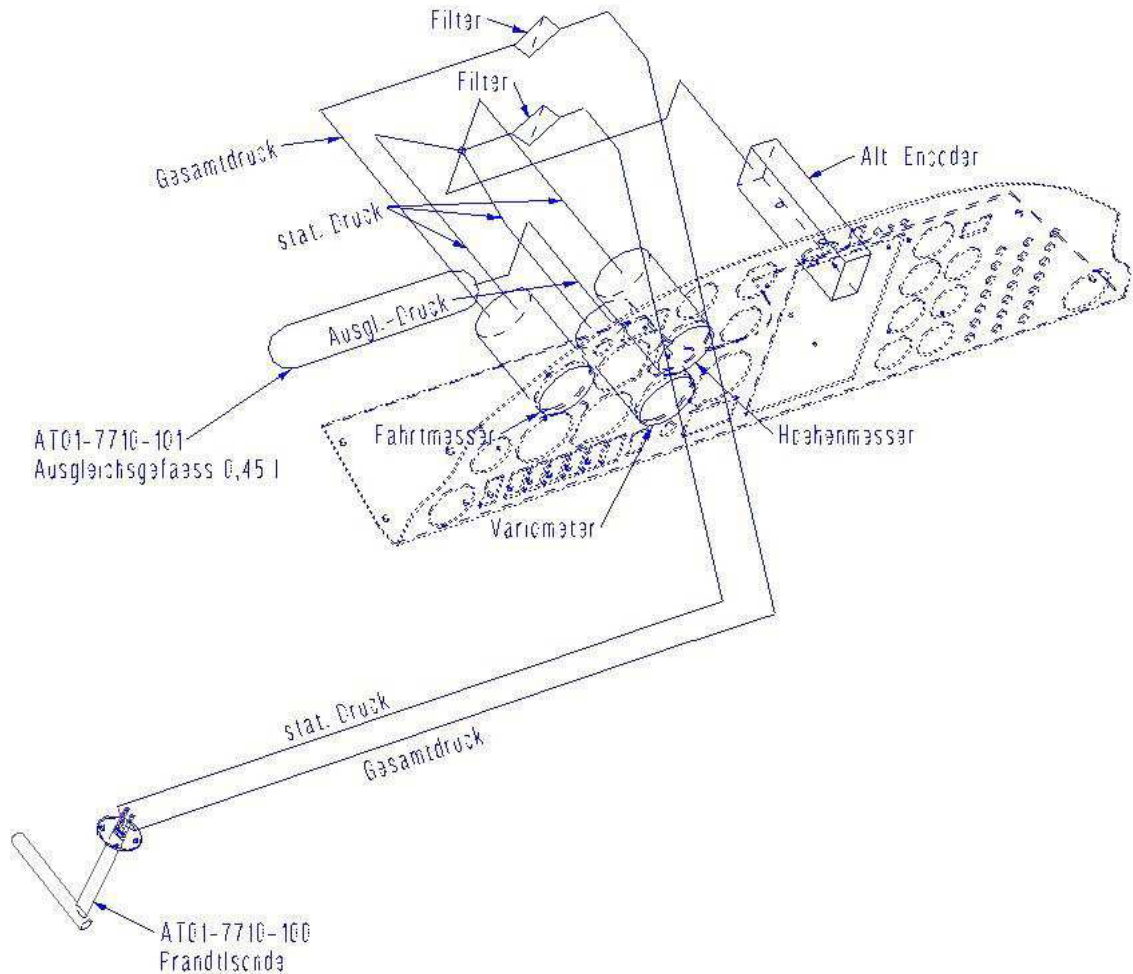 Filter
Filter
Gesamtdruck
Alt. Encoder
stat. Druck
Ausgl.-Druck
AT01-7710-101
Ausgleichsgefaess 0,45 l
Fahrtmesser
Hoehenmesser
Variometer
stat. Druck
Gesamtdruck
AT01-7710-100
Prandtlsonde